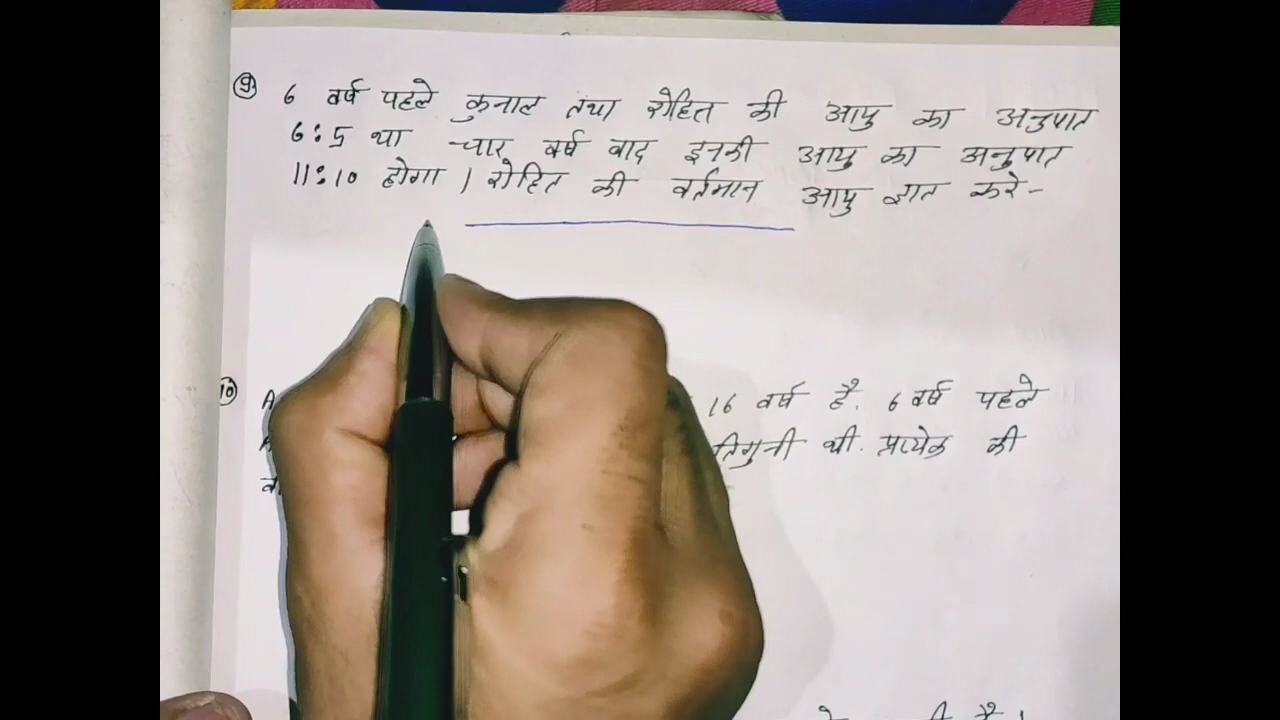 9 6 वर्ष पहले कुनाल तथा रोहित की आयु का अनुपात
6:5 था चार वर्ष बाद इनकी आयु का अनुपात
11:10 होगा। रोहित की वर्तमान आयु ज्ञात करे-
10 A 16 वर्ष है. 6 वर्ष पहले
तिगुनी थी. प्रत्येक की